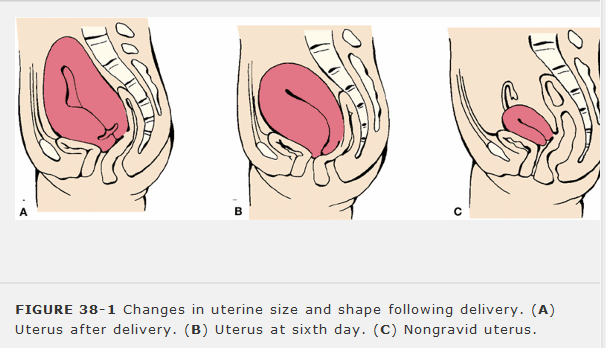 A
B
C
FIGURE 38-1 Changes in uterine size and shape following delivery. (A)
Uterus after delivery. (B) Uterus at sixth day. (C) Nongravid uterus.